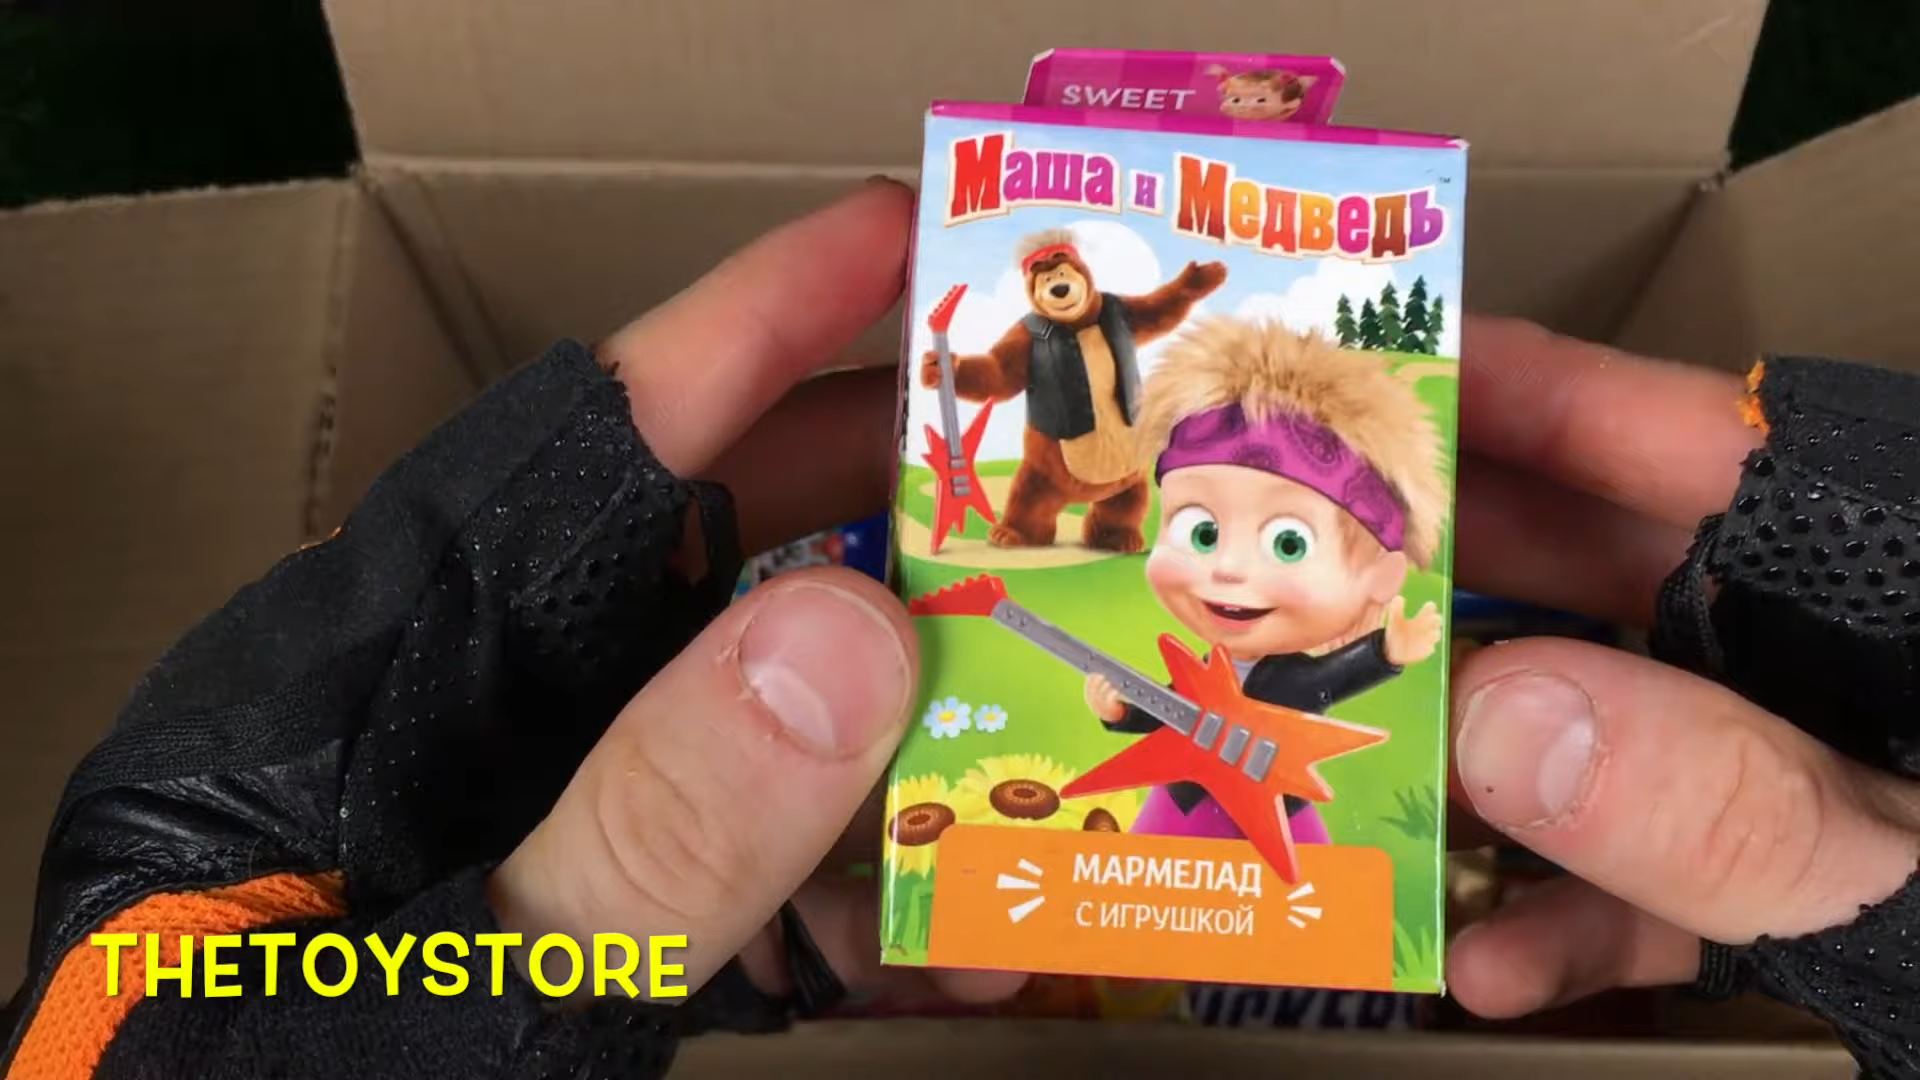 SWEET
Маша и Медведь
МАРМЕЛАД
С ИГРУШКОЙ
THETOYSTORE